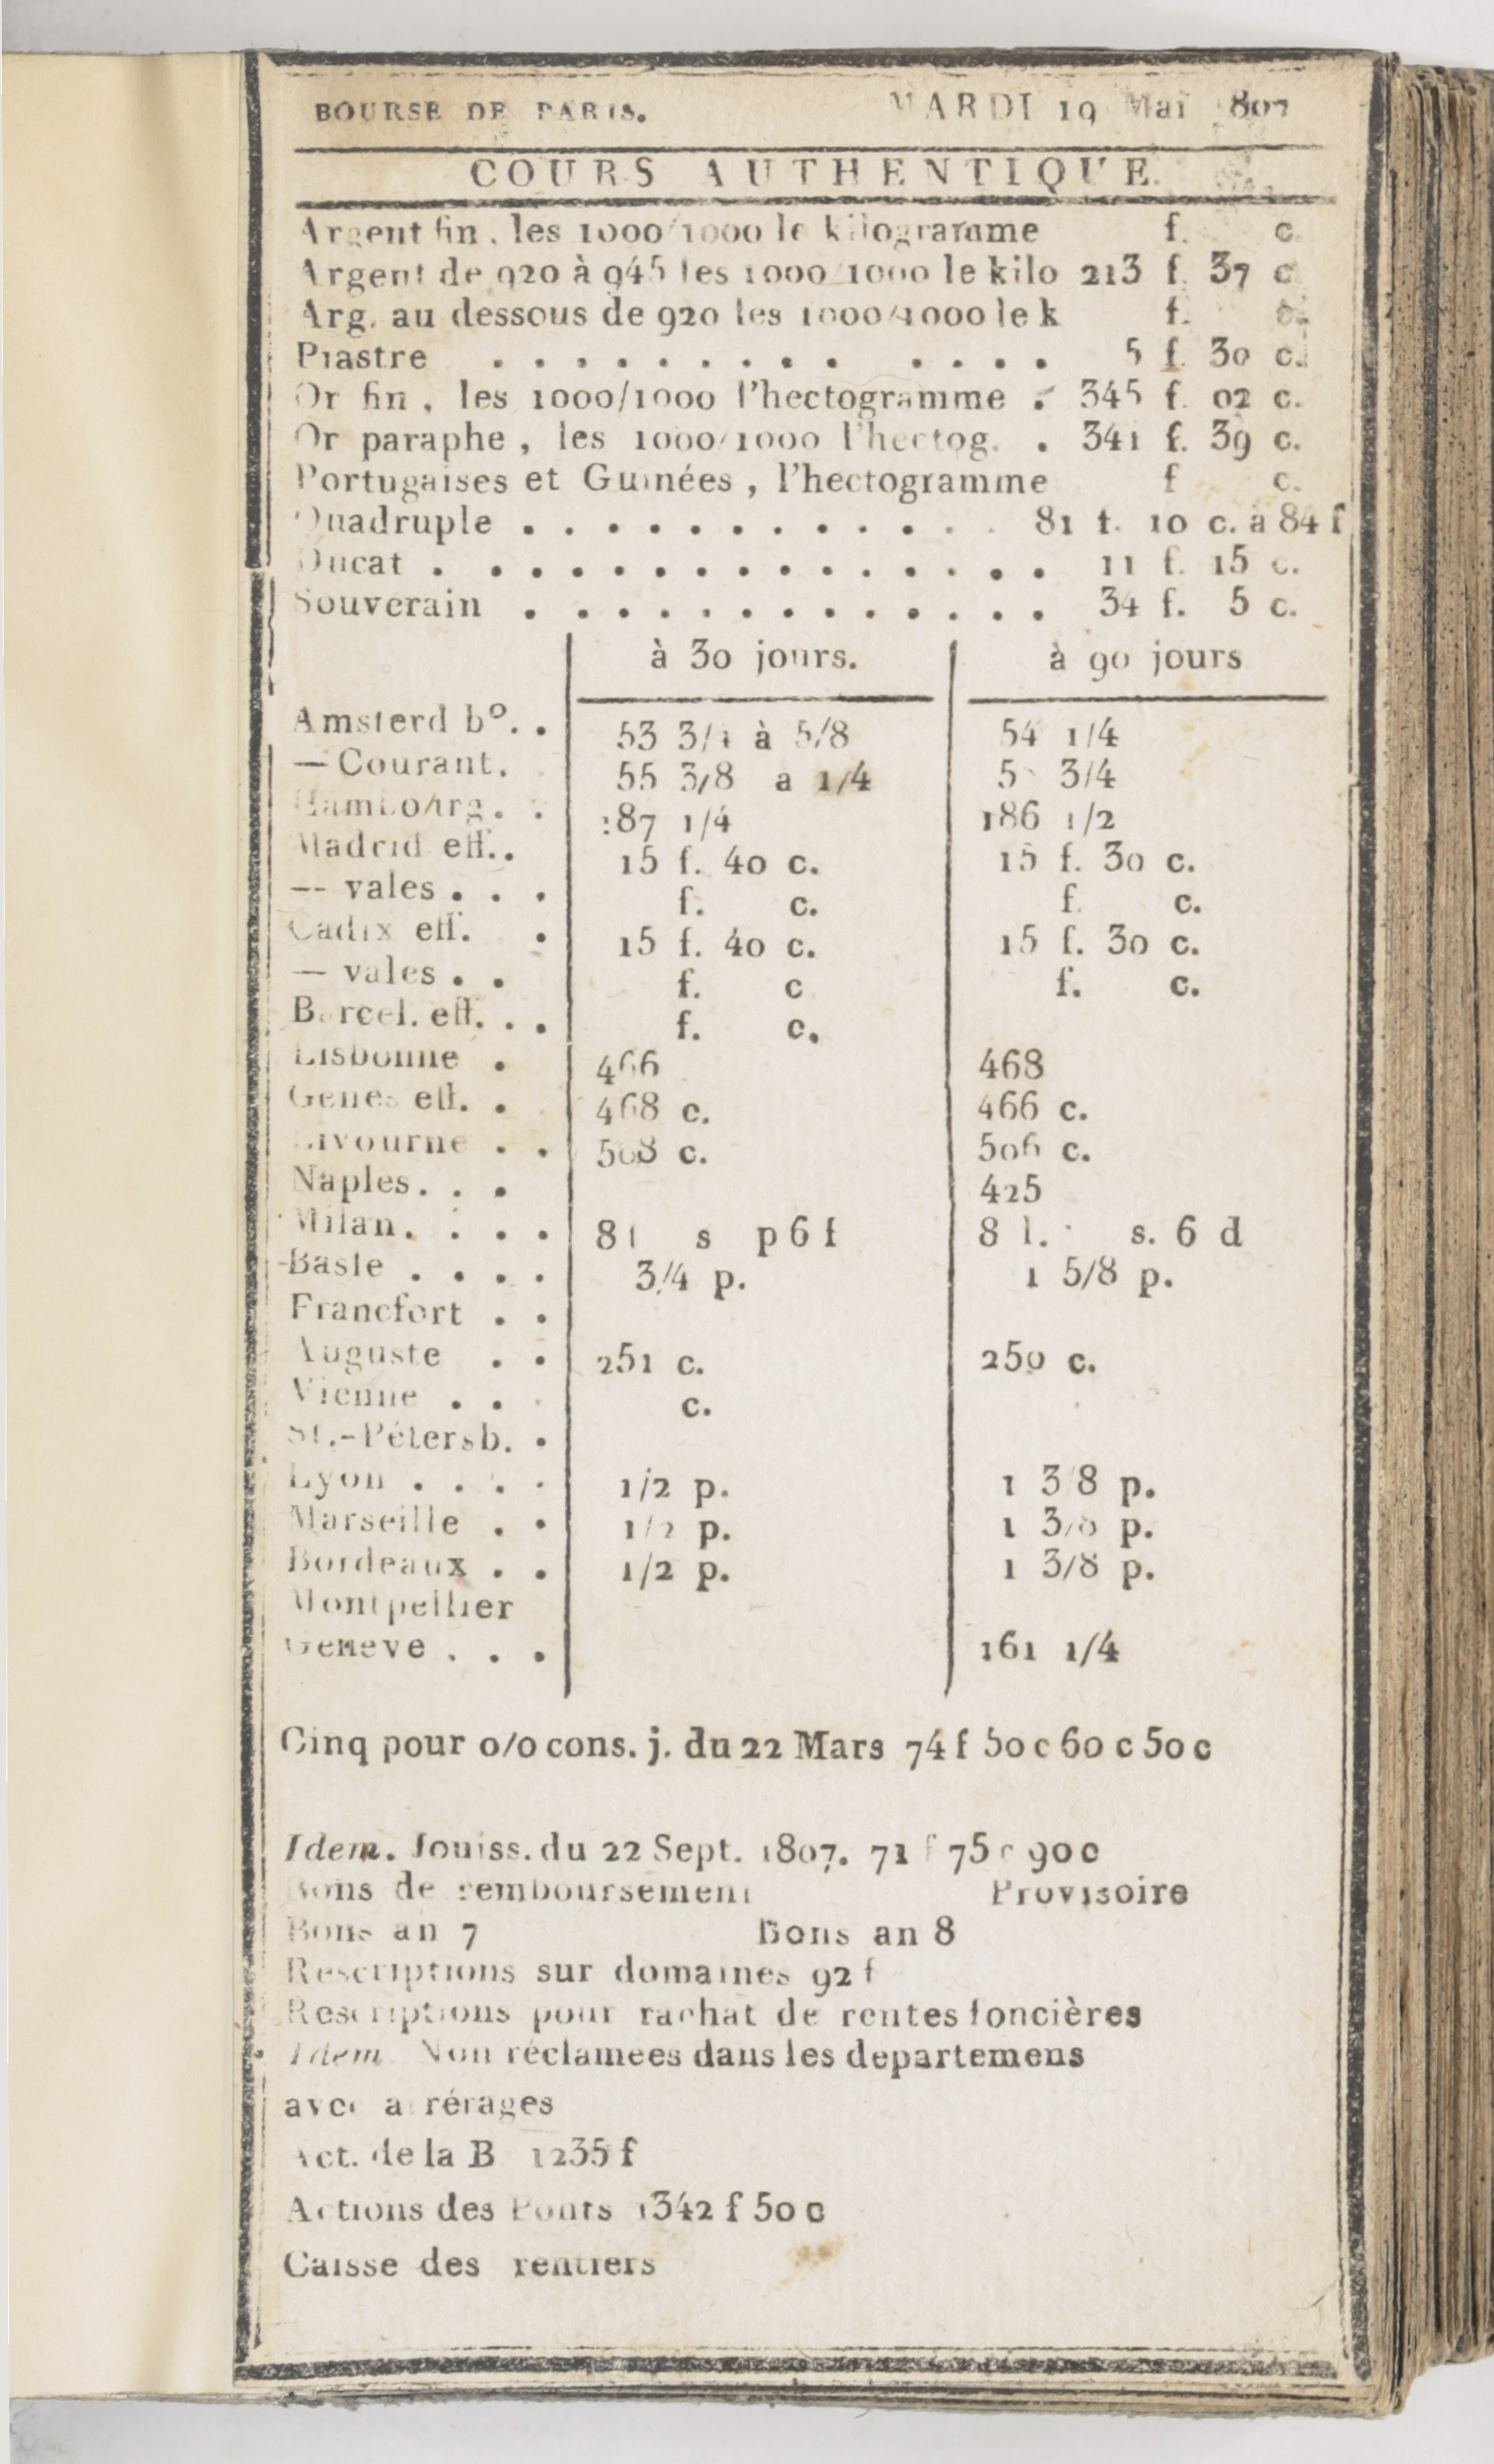 BOURSE DE PARIS. MARDI 19 Mai 1807
COURS AUTHENTIQUE.
Argent fin, les 1000/1000 le kilogramme f. c.
Argent de 920 à 945 les 1000/1000 le kilo 213 f. 37 c
Arg. au dessous de 920 les 1000/1000 le k f. c.
Piastre . . . . . . . . . . . . . 5 f. 30 c.
Or fin, les 1000/1000 l'hectogramme . 345 f. 02 c.
Or paraphe, les 1000/1000 l'hectog. . 341 f. 39 c.
Portugaises et Guinées, l'hectogramme f c.
Quadruple . . . . . . . . . . . . 81 f. 10 c. à 84 f
Ducat . . . . . . . . . . . . . . . . 11 f. 15 c.
Souverain . . . . . . . . . . . . . . 34 f. 5 c.
à 30 jours. à 90 jours
Amsterd bº. . 53 3/4 à 5/8 54 1/4
— Courant. 55 3/8 a 1/4 3/4
Hambourg. . 187 1/4 186 1/2
Madrid eff.. 15 f. 40 c. 15 f. 30 c.
— vales . . . f. c. f. c.
Cadix eff. . 15 f. 40 c. 15 f. 30 c.
— vales . . f. c f. c.
Barcel. eff. . . f. c.
Lisbonne . 466 468
Genes eff. . 468 c. 466 c.
Livourne . . 508 c. 506 c.
Naples. . . 425
Milan. . . . 8 l s p 6 f 8 l. s. 6 d
Basle . . . . 3/4 p. 1 5/8 p.
Francfort . .
Auguste . . 251 c. 250 c.
Vienne . . . c.
St.-Pétersb. .
Lyon . . . . 1/2 p. 1 3/8 p.
Marseille . . 1/2 p. 1 3/8 p.
Bordeaux . . 1/2 p. 1 3/8 p.
Montpellier
Geneve . . . 161 1/4
Cinq pour o/o cons. j. du 22 Mars 74 f 50 c 60 c 50 c
Idem. Jouiss. du 22 Sept. 1807. 71 f 75 c 90 c
Bons de remboursement Provisoire
Bons an 7 Bons an 8
Rescriptions sur domaines 92 f
Rescriptions pour rachat de rentes foncières
Idem Non réclamees dans les departemens
avec arrérages
Act. de la B 1235 f
Actions des Ponts 1342 f 50 c
Caisse des rentiers